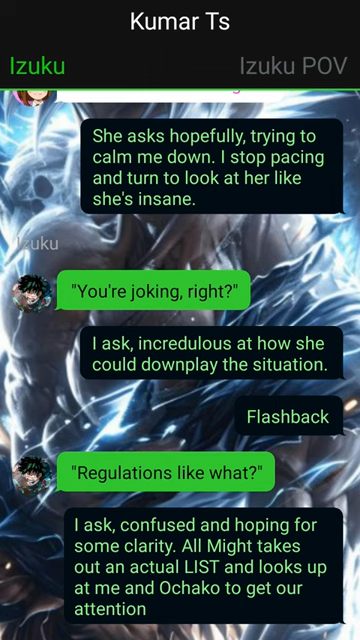 Kumar Ts
Izuku
Izuku POV
She asks hopefully, trying to
calm me down. I stop pacing
and turn to look at her like
she's insane.
Izuku
"You're joking, right?"
I ask, incredulous at how she
could downplay the situation.
Flashback
"Regulations like what?"
I ask, confused and hoping for
some clarity. All Might takes
out an actual LIST and looks up
at me and Ochako to get our
attention